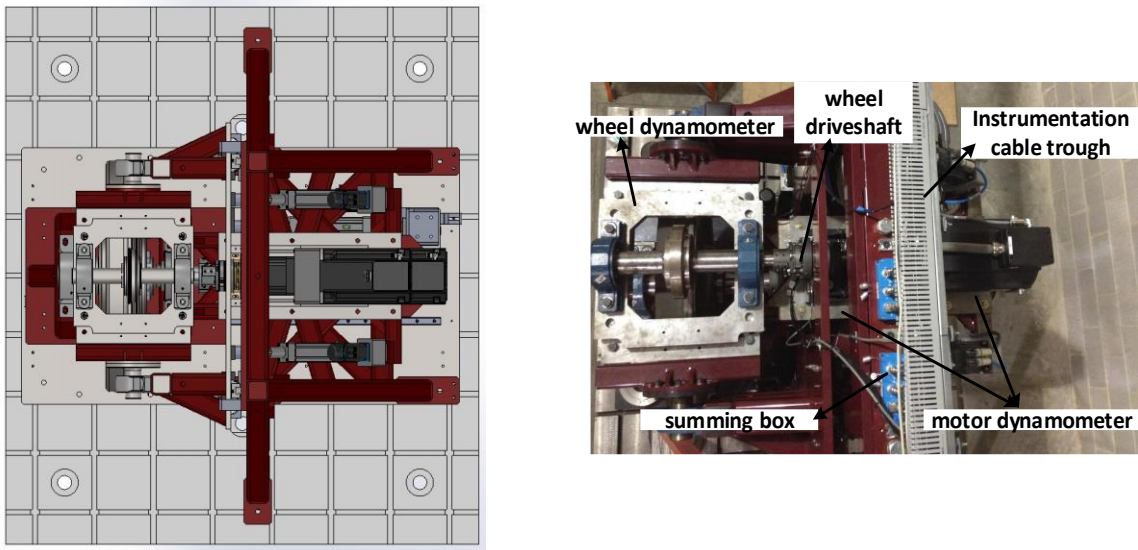 wheel dynamometer
wheel
driveshaft
Instrumentation
cable trough
summing box
motor dynamometer